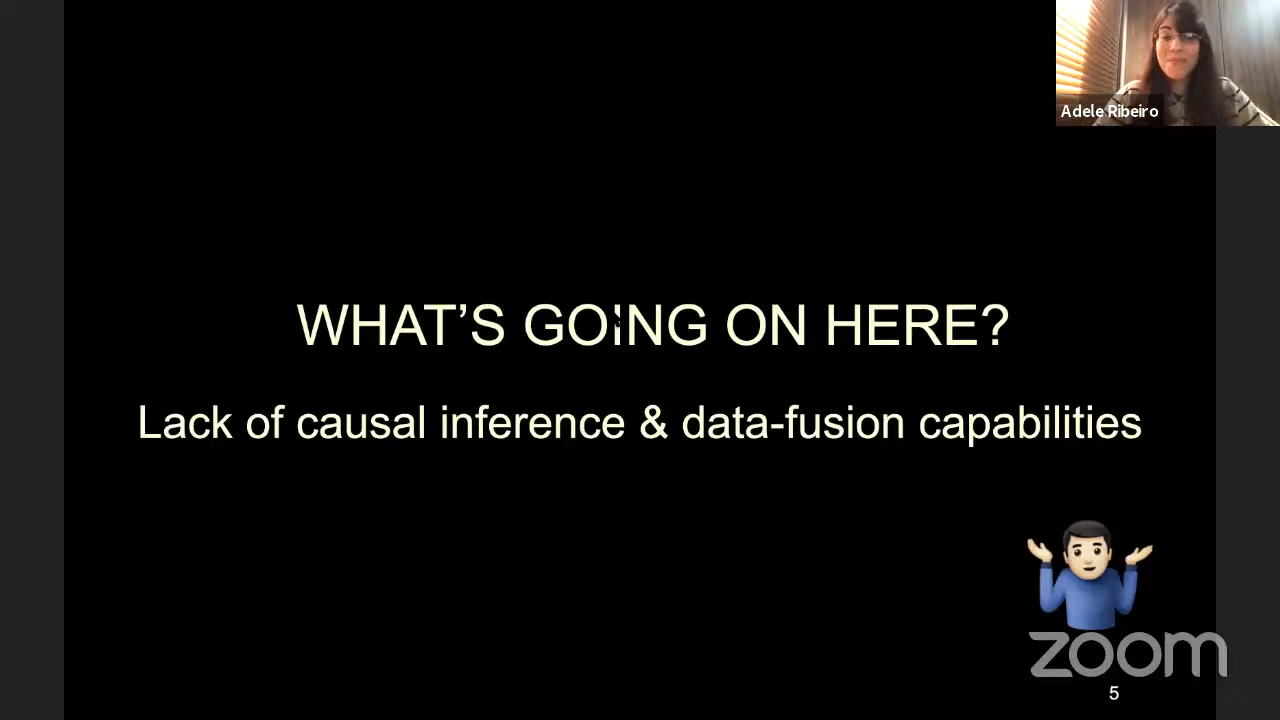 Adele Ribeiro
WHAT’S GOING ON HERE?
Lack of causal inference & data-fusion capabilities
zoom
5